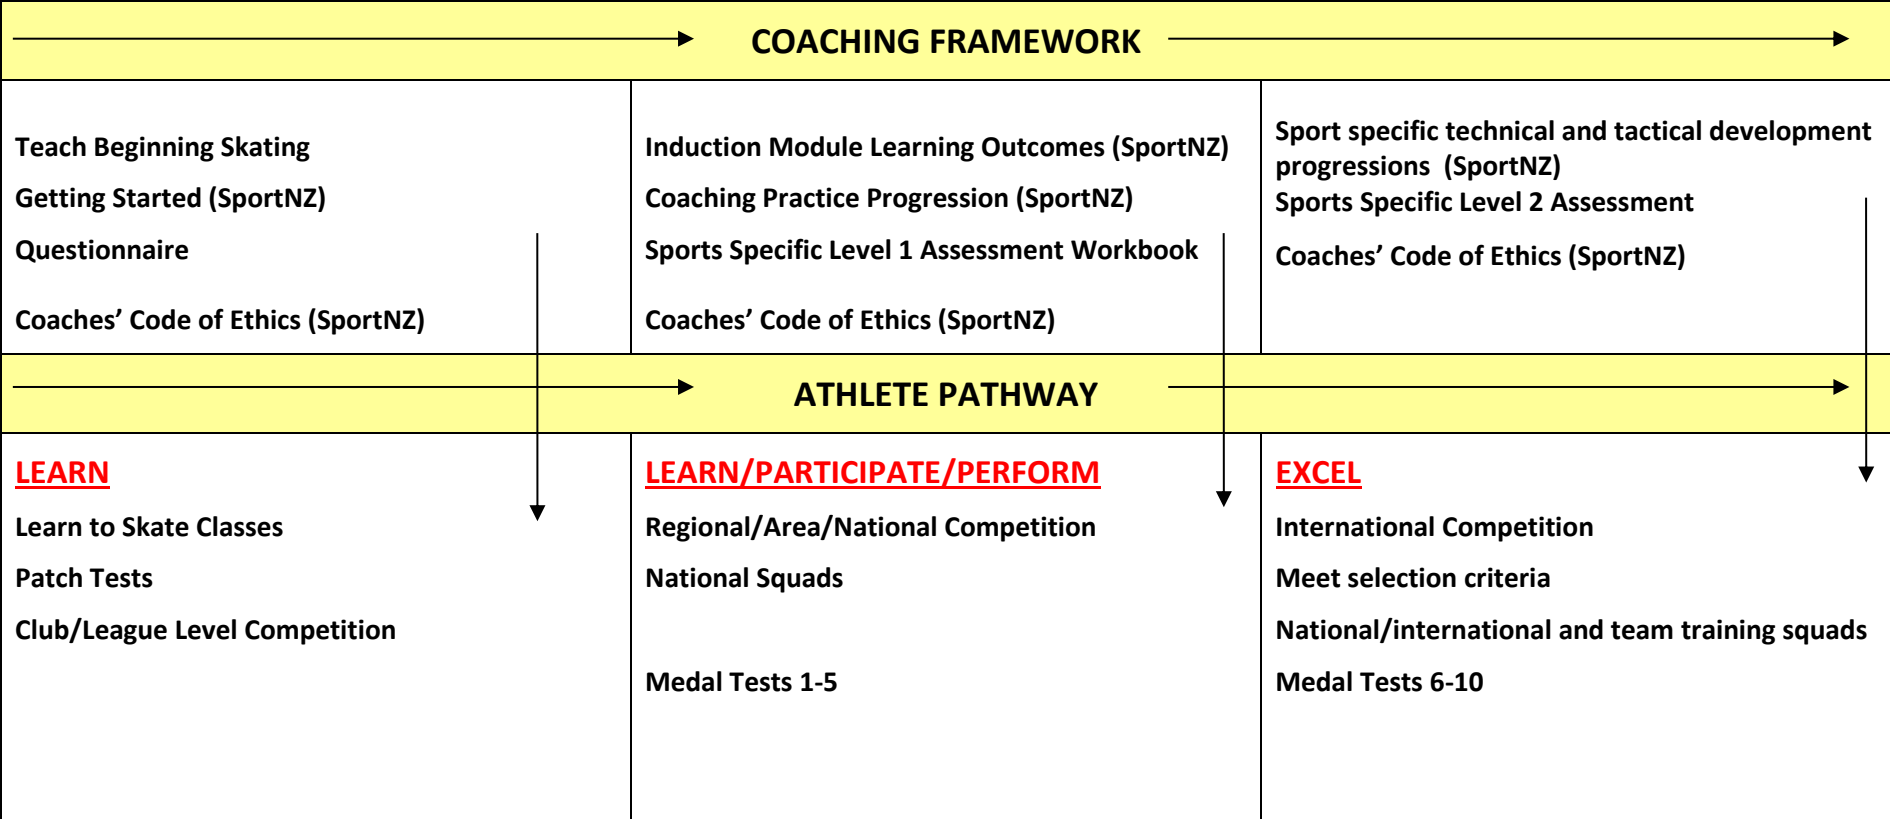 COACHING FRAMEWORK
Teach Beginning Skating
Getting Started (SportNZ)
Questionnaire
Coaches’ Code of Ethics (SportNZ)
Induction Module Learning Outcomes (SportNZ)
Coaching Practice Progression (SportNZ)
Sports Specific Level 1 Assessment Workbook
Coaches’ Code of Ethics (SportNZ)
Sport specific technical and tactical development
progressions (SportNZ)
Sports Specific Level 2 Assessment
Coaches’ Code of Ethics (SportNZ)
ATHLETE PATHWAY
LEARN
Learn to Skate Classes
Patch Tests
Club/League Level Competition
LEARN/PARTICIPATE/PERFORM
Regional/Area/National Competition
National Squads
Medal Tests 1-5
EXCEL
International Competition
Meet selection criteria
National/international and team training squads
Medal Tests 6-10